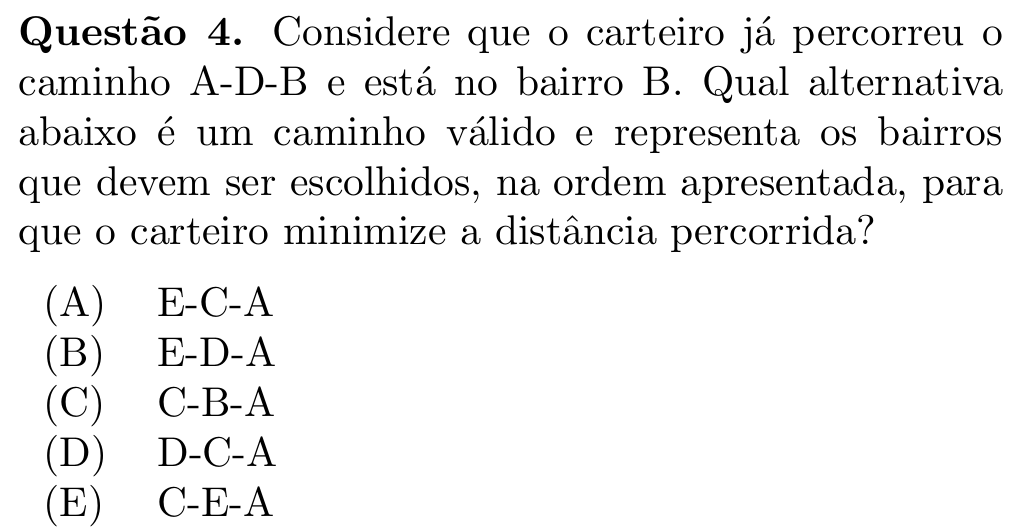 Questão 4. Considere que o carteiro já percorreu o
caminho A-D-B e está no bairro B. Qual alternativa
abaixo é um caminho válido e representa os bairros
que devem ser escolhidos, na ordem apresentada, para
que o carteiro minimize a distância percorrida?
(A) E-C-A
(B) E-D-A
(C) C-B-A
(D) D-C-A
(E) C-E-A